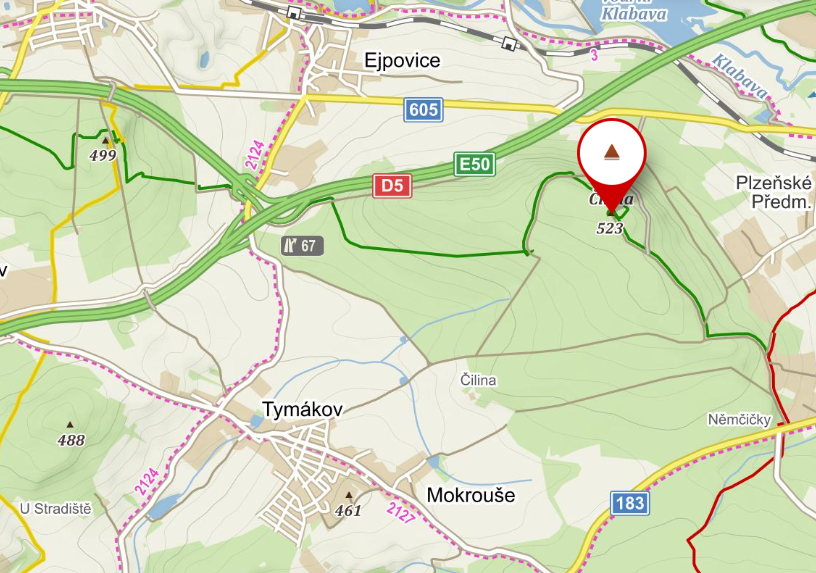 Klabava
Ejpovice
3
Klabava
605
2124
499
E50
D5
Plzeňské
Předm.
523
67
Čilina
Tymákov
Němčičky
488
2124
461
Mokrouše
U Stradiště
2127
183